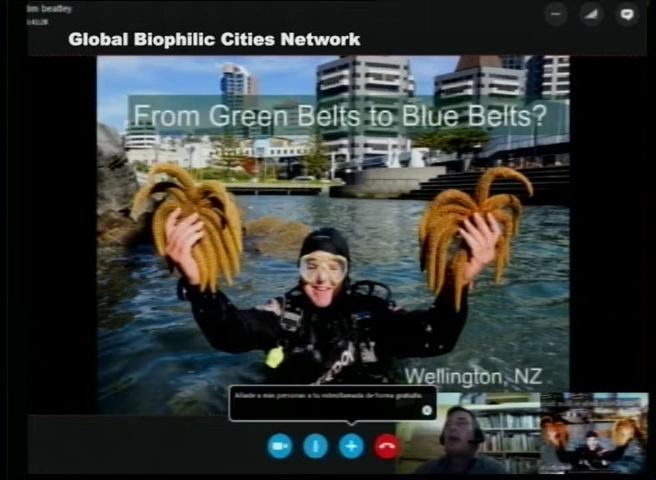 tim beatley
Global Biophilic Cities Network
From Green Belts to Blue Belts?
Wellington, NZ
Añade a más personas a tu videollamada de forma gratuita.